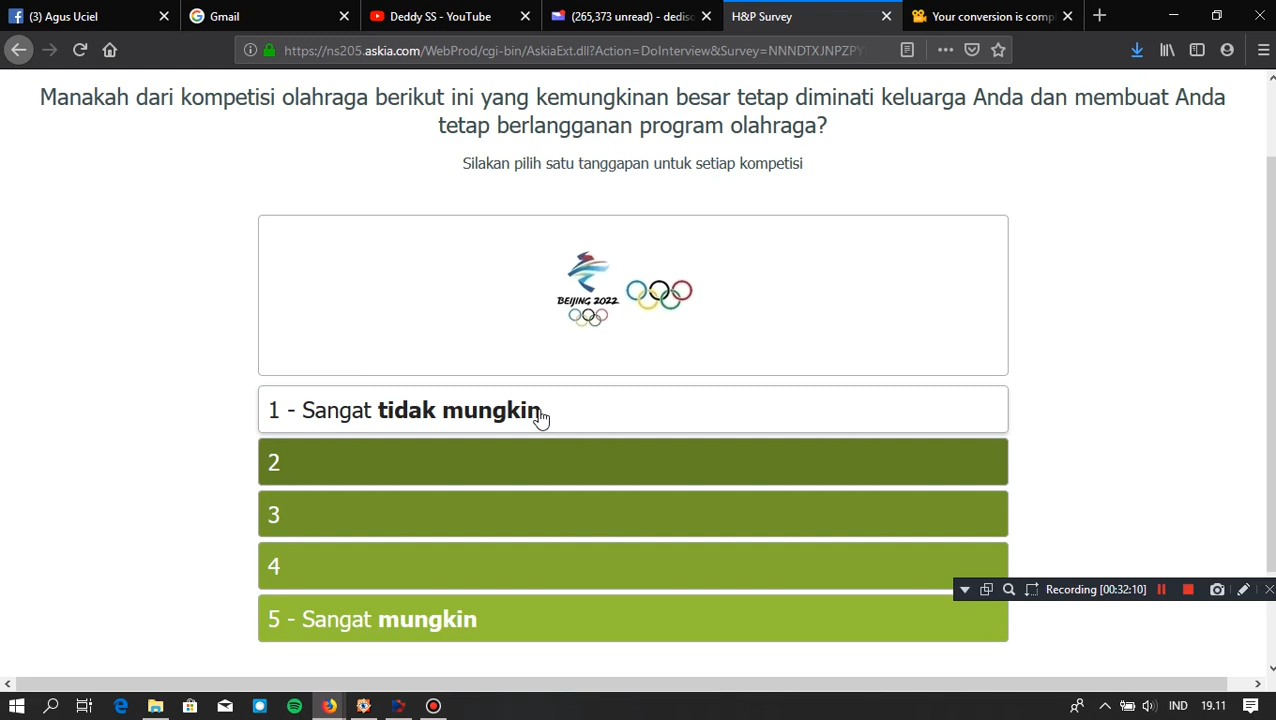 (3) Agus Uciel
Gmail
Deddy SS - YouTube
(265,373 unread) - dediso
H&P Survey
Your conversion is compl
https://ns205.askia.com/WebProd/cgi-bin/AskiaExt.dll?Action=DoInterview&Survey=NNNDTXJNPZPY
Manakah dari kompetisi olahraga berikut ini yang kemungkinan besar tetap diminati keluarga Anda dan membuat Anda
tetap berlangganan program olahraga?
Silakan pilih satu tanggapan untuk setiap kompetisi
BEIJING 2022
1 - Sangat tidak mungkin
2
3
4
5 - Sangat mungkin
Recording [00:32:10]
IND
19.11